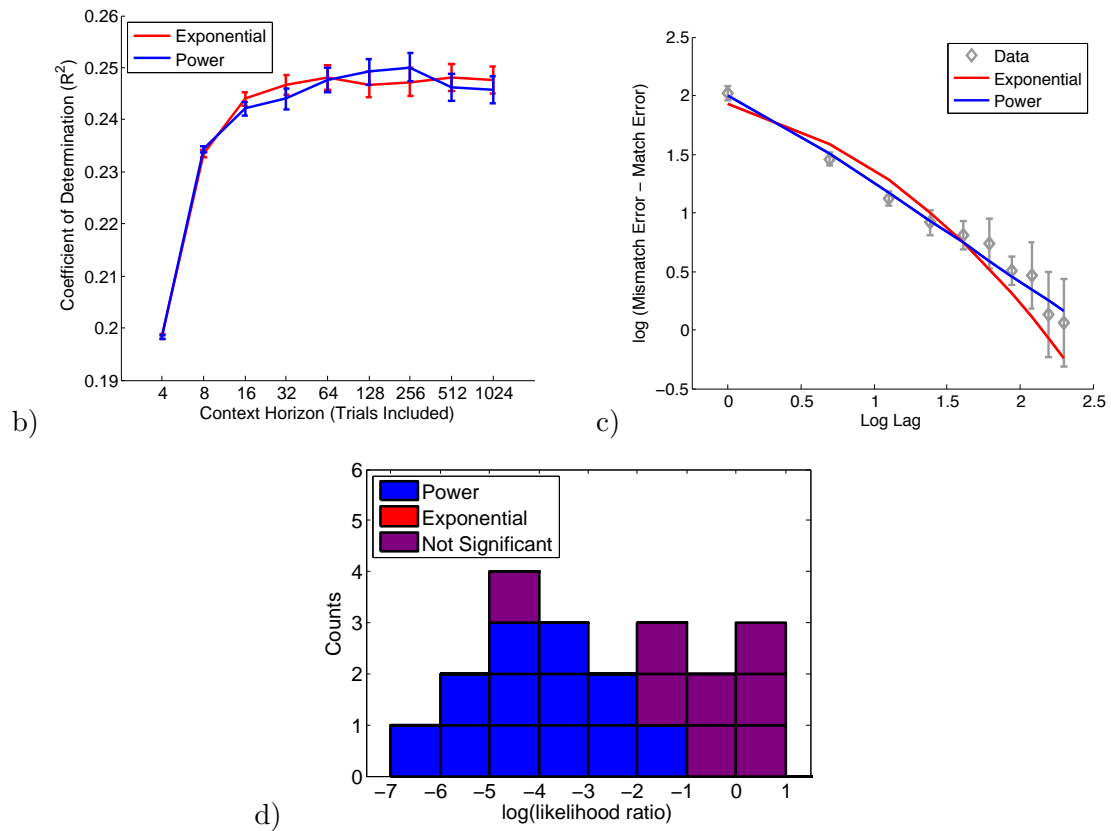 0.26
0.25
0.24
0.23
0.22
0.21
0.2
0.19
Coefficient of Determination (R²)
Exponential
Power
4 8 16 32 64 128 256 512 1024
Context Horizon (Trials Included)
b)
2.5
2
1.5
1
0.5
0
−0.5
log (Mismatch Error − Match Error)
Data
Exponential
Power
0 0.5 1 1.5 2 2.5
Log Lag
c)
6
5
4
3
2
1
0
Counts
Power
Exponential
Not Significant
−7 −6 −5 −4 −3 −2 −1 0 1
log(likelihood ratio)
d)